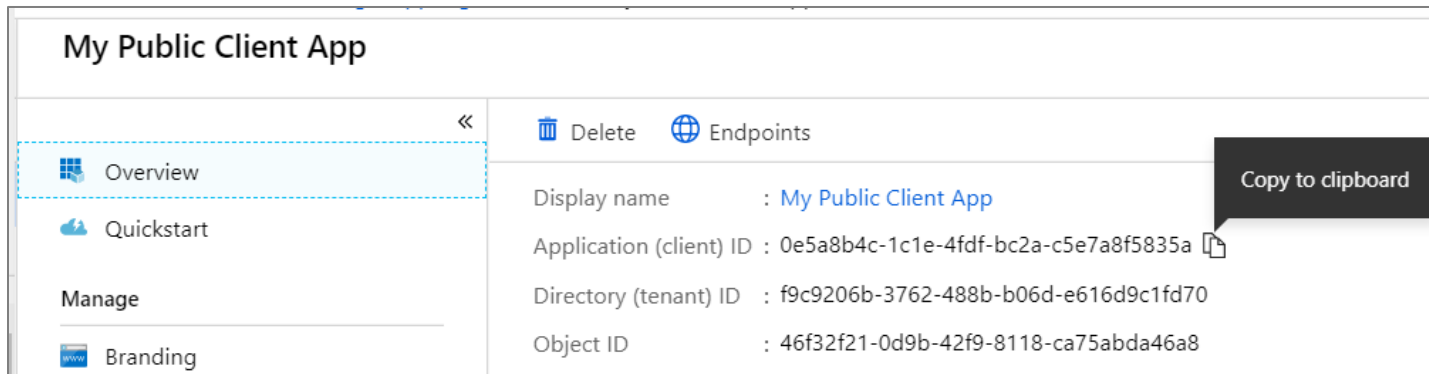 My Public Client App
«
Overview
Quickstart
Manage
Branding
Delete Endpoints
Copy to clipboard
Display name : My Public Client App
Application (client) ID : 0e5a8b4c-1c1e-4fdf-bc2a-c5e7a8f5835a
Directory (tenant) ID : f9c9206b-3762-488b-b06d-e616d9c1fd70
Object ID : 46f32f21-0d9b-42f9-8118-ca75abda46a8